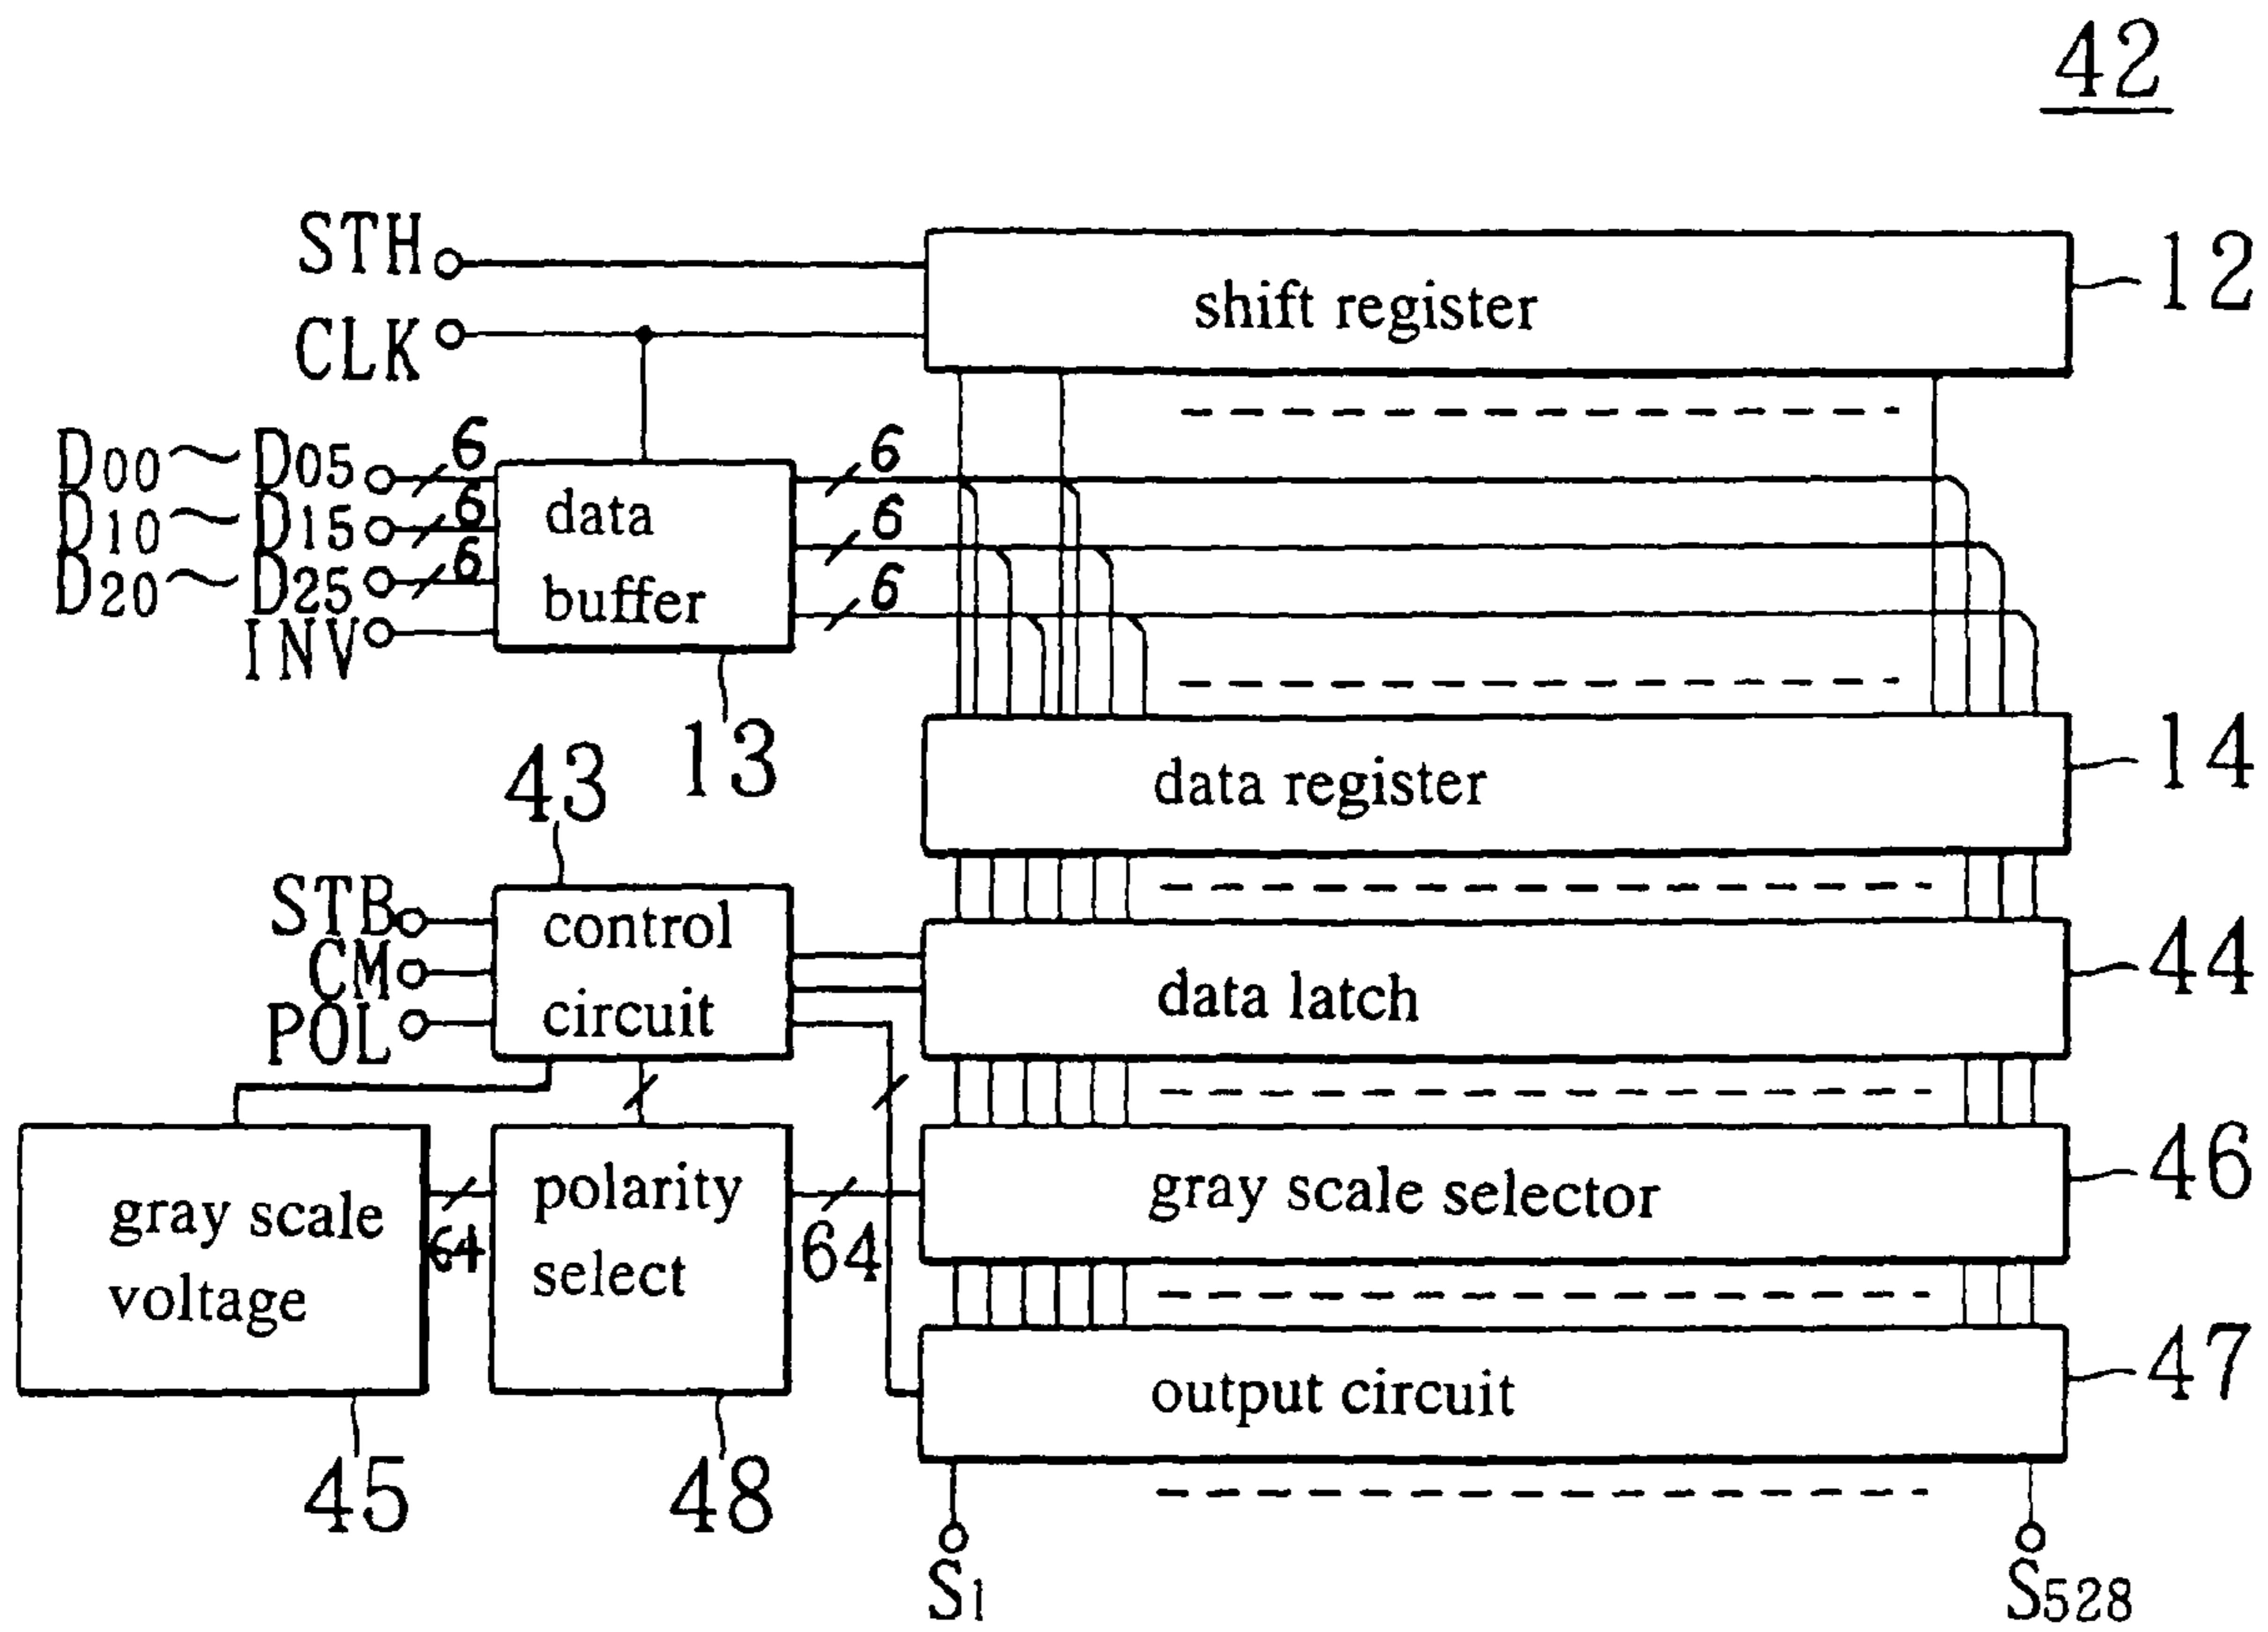 42
STH
shift register
12
CLK
D00~D05 6
6
D10~D15 6
data
6
D20~D25 6
buffer
6
INV
13
14
data register
43
STB
control
44
CM
data latch
circuit
POL
46
polarity
gray scale selector
gray scale
64
select
64
voltage
47
output circuit
45
48
S1
S528